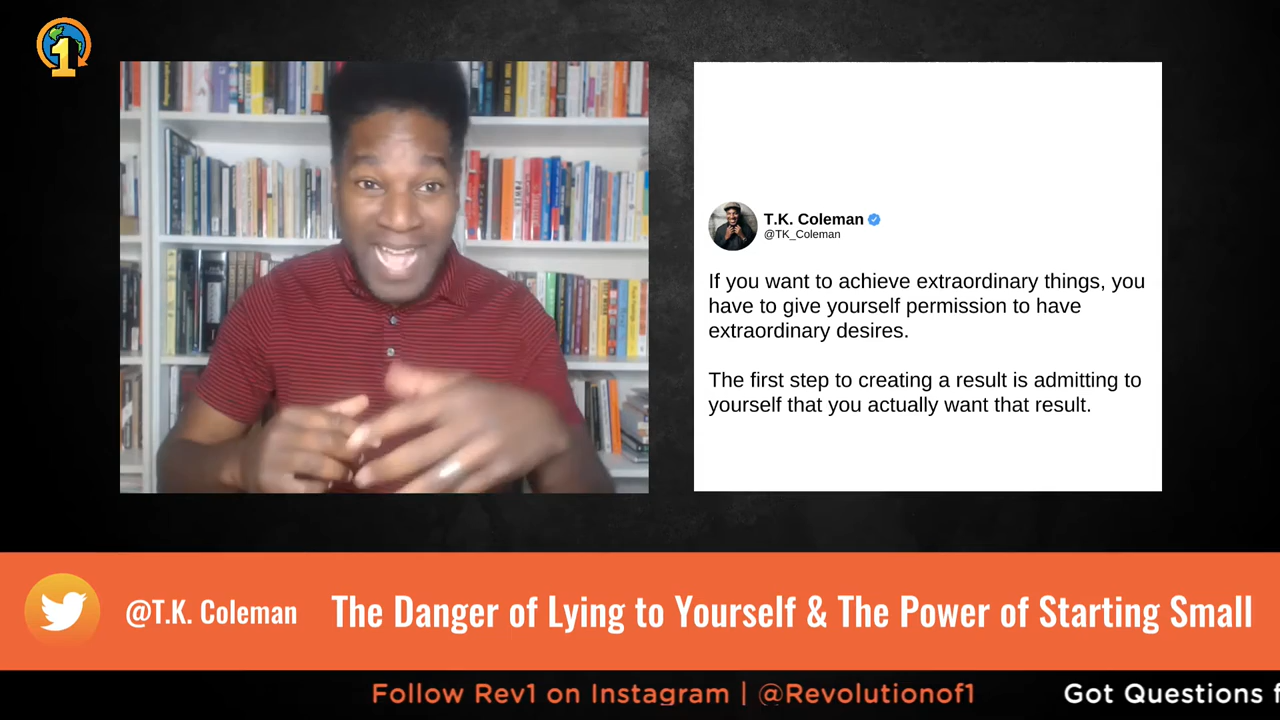 1
T.K. Coleman
@TK_Coleman
If you want to achieve extraordinary things, you
have to give yourself permission to have
extraordinary desires.
The first step to creating a result is admitting to
yourself that you actually want that result.
@T.K. Coleman
The Danger of Lying to Yourself & The Power of Starting Small
Follow Rev1 on Instagram | @Revolutionof1
Got Questions f